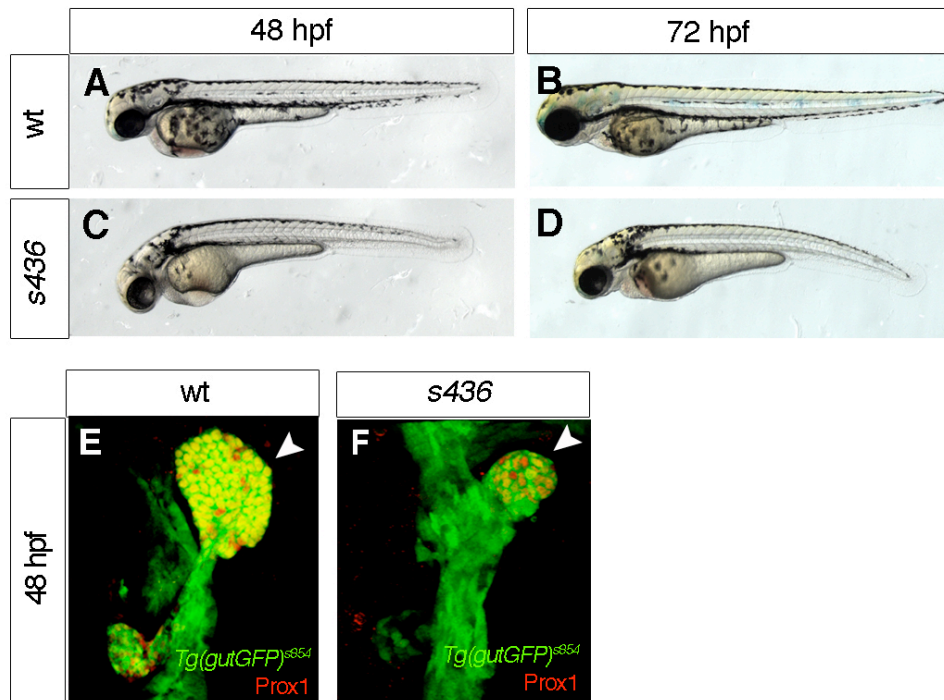 48 hpf
72 hpf
wt
A
B
s436
C
D
wt
s436
48 hpf
E
Tg(gutGFP)s854
Prox1
F
Tg(gutGFP)s854
Prox1